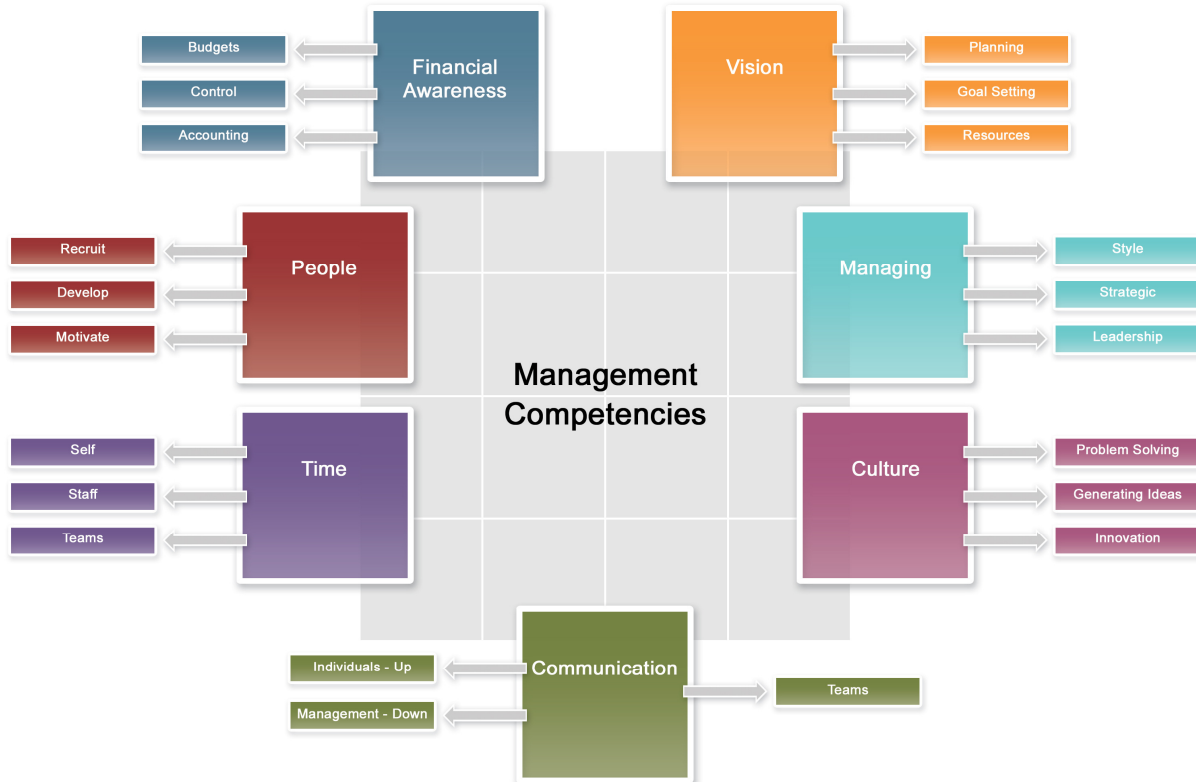 Budgets
Control
Accounting
Financial
Awareness
Vision
Planning
Goal Setting
Resources
Recruit
Develop
Motivate
People
Managing
Style
Strategic
Leadership
Management
Competencies
Self
Staff
Teams
Time
Culture
Problem Solving
Generating Ideas
Innovation
Individuals - Up
Management - Down
Communication
Teams